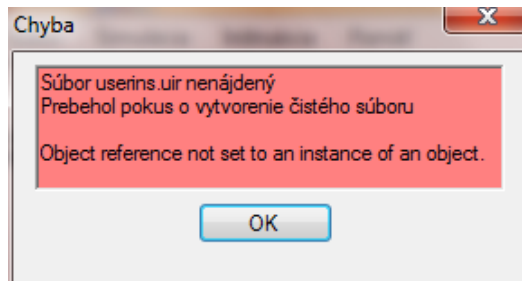 Chyba
Súbor userins.uir nenájdený
Prebehol pokus o vytvorenie čistého súboru
Object reference not set to an instance of an object.
OK